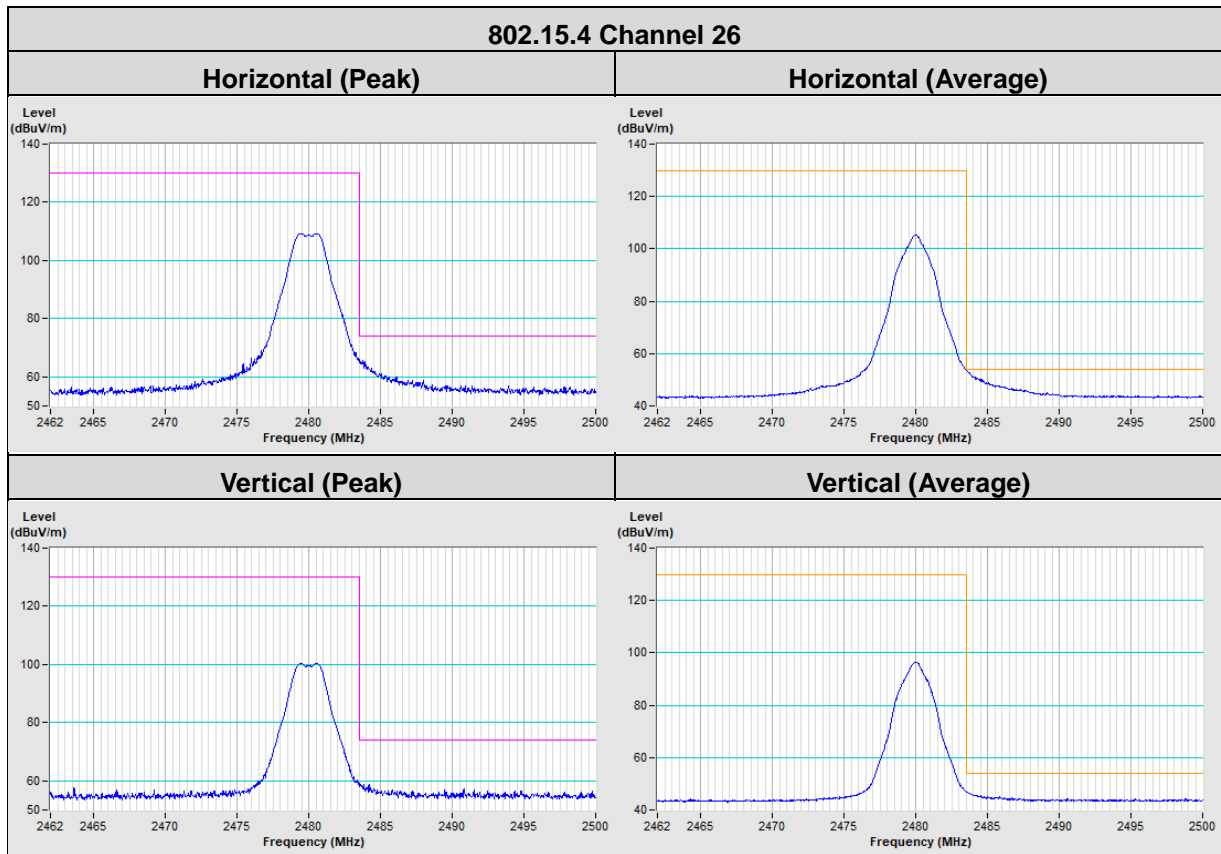 802.15.4 Channel 26
Horizontal (Peak)
Horizontal (Average)
Level
(dBuV/m)
140
120
100
80
60
50
2462 2465 2470 2475 2480 2485 2490 2495 2500
Frequency (MHz)
Level
(dBuV/m)
140
120
100
80
60
40
2462 2465 2470 2475 2480 2485 2490 2495 2500
Frequency (MHz)
Vertical (Peak)
Vertical (Average)
Level
(dBuV/m)
140
120
100
80
60
50
2462 2465 2470 2475 2480 2485 2490 2495 2500
Frequency (MHz)
Level
(dBuV/m)
140
120
100
80
60
40
2462 2465 2470 2475 2480 2485 2490 2495 2500
Frequency (MHz)